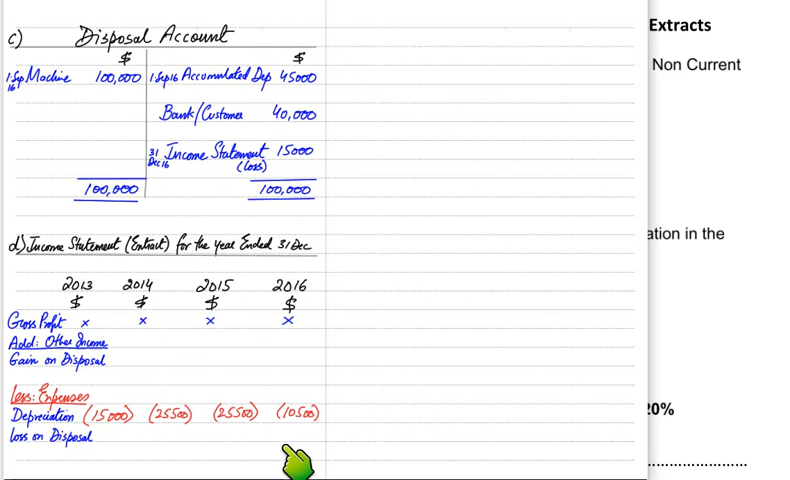 c) Disposal Account
$ $
1 Sep 16 Machine 100,000 1 Sep 16 Accumulated Dep 45000
Bank/Customer 40,000
31 Dec 16 Income Statement 15000
(loss)
100,000 100,000
d) Income Statement (Extract) for the year Ended 31 Dec
2013 2014 2015 2016
$ $ $ $
Gross Profit x x x x
Add: Other Income
Gain on Disposal
Less: Expenses
Depreciation (15000) (25500) (25500) (10500)
Loss on Disposal
Extracts
Non Current
ation in the
20%
........................